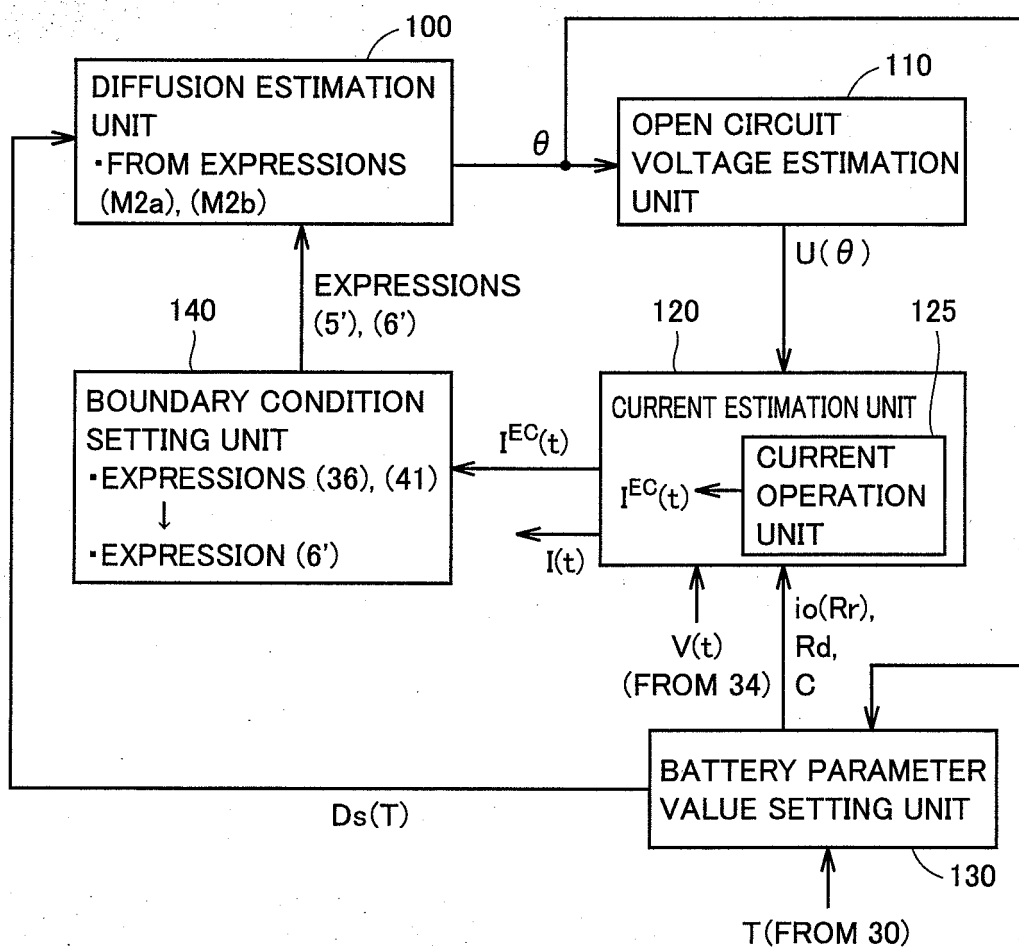 100
DIFFUSION ESTIMATION
UNIT
・FROM EXPRESSIONS
(M2a), (M2b)
θ
110
OPEN CIRCUIT
VOLTAGE ESTIMATION
UNIT
U(θ)
EXPRESSIONS
(5'), (6')
140
BOUNDARY CONDITION
SETTING UNIT
・EXPRESSIONS (36), (41)
↓
・EXPRESSION (6')
120
125
CURRENT ESTIMATION UNIT
CURRENT
OPERATION
UNIT
I^EC(t)
I^EC(t)
I(t)
V(t)
(FROM 34)
io(Rr),
Rd,
C
BATTERY PARAMETER
VALUE SETTING UNIT
130
Ds(T)
T(FROM 30)